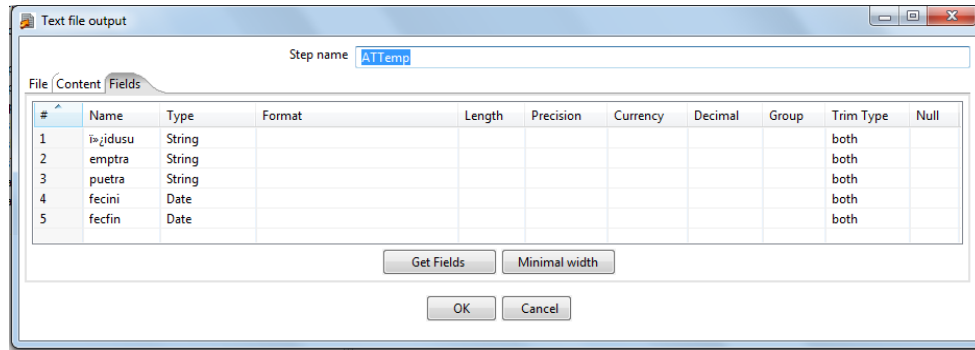 Text file output
Step name ATTemp
File Content Fields
# Name Type Format Length Precision Currency Decimal Group Trim Type Null
1 ï»¿idusu String both
2 emptra String both
3 puetra String both
4 fecini Date both
5 fecfin Date both
Get Fields Minimal width
OK Cancel